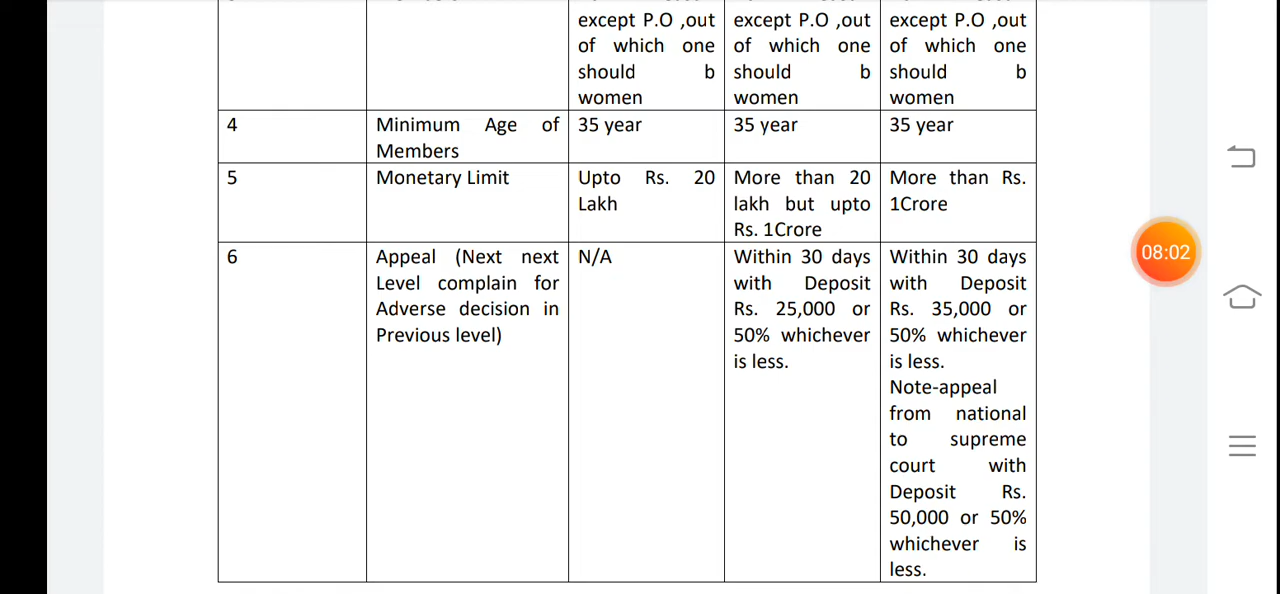 except P.O ,out
of which one
should b
women
except P.O ,out
of which one
should b
women
except P.O ,out
of which one
should b
women
4
Minimum Age of
Members
35 year
35 year
35 year
5
Monetary Limit
Upto Rs. 20
Lakh
More than 20
lakh but upto
Rs. 1Crore
More than Rs.
1Crore
6
Appeal (Next next
Level complain for
Adverse decision in
Previous level)
N/A
Within 30 days
with Deposit
Rs. 25,000 or
50% whichever
is less.
Within 30 days
with Deposit
Rs. 35,000 or
50% whichever
is less.
Note-appeal
from national
to supreme
court with
Deposit Rs.
50,000 or 50%
whichever is
less.
08:02